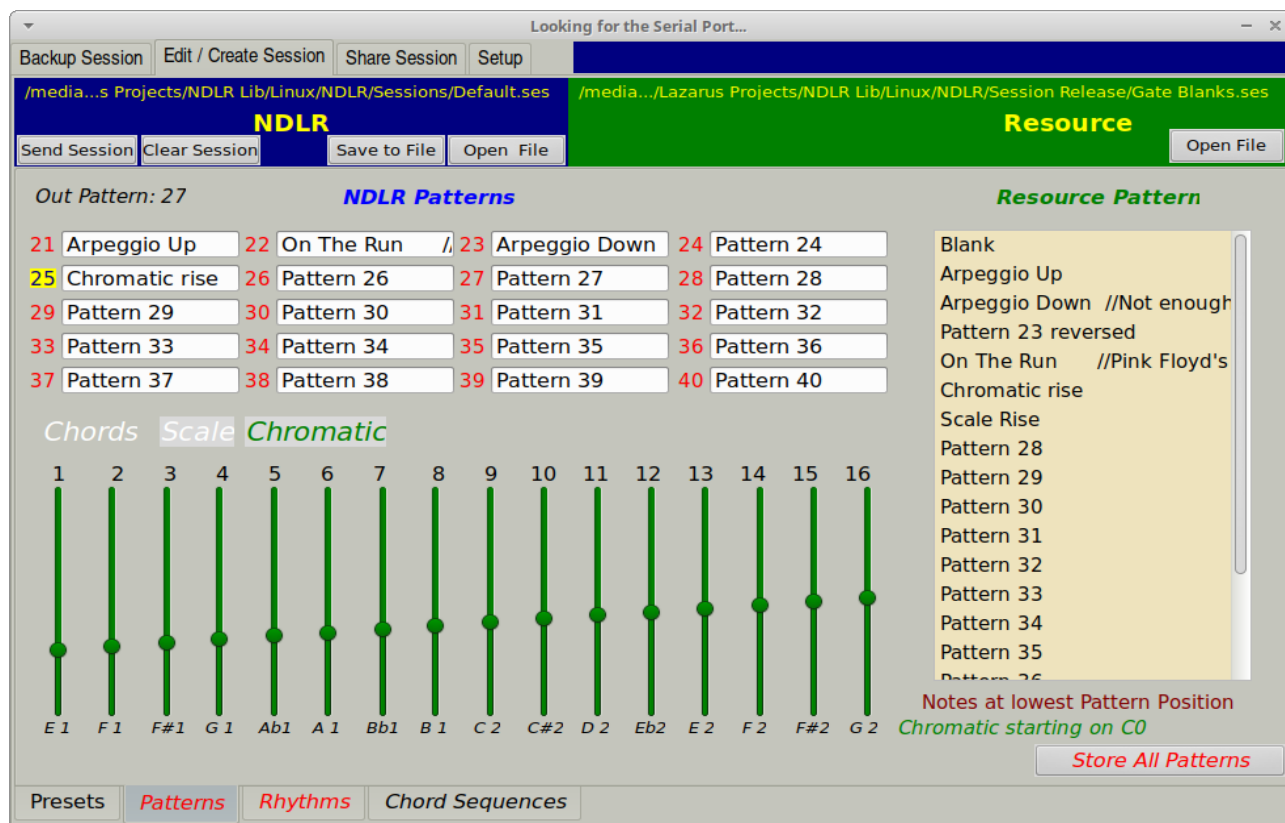 Looking for the Serial Port...
Backup Session Edit / Create Session Share Session Setup
/media...s Projects/NDLR Lib/Linux/NDLR/Sessions/Default.ses /media.../Lazarus Projects/NDLR Lib/Linux/NDLR/Session Release/Gate Blanks.ses
NDLR Resource
Send Session Clear Session Save to File Open File Open File
Out Pattern: 27 NDLR Patterns Resource Pattern
21 Arpeggio Up 22 On The Run // 23 Arpeggio Down 24 Pattern 24
25 Chromatic rise 26 Pattern 26 27 Pattern 27 28 Pattern 28
29 Pattern 29 30 Pattern 30 31 Pattern 31 32 Pattern 32
33 Pattern 33 34 Pattern 34 35 Pattern 35 36 Pattern 36
37 Pattern 37 38 Pattern 38 39 Pattern 39 40 Pattern 40
Chords Scale Chromatic
1 2 3 4 5 6 7 8 9 10 11 12 13 14 15 16
E 1 F 1 F#1 G 1 Ab1 A 1 Bb1 B 1 C 2 C#2 D 2 Eb2 E 2 F 2 F#2 G 2
Blank
Arpeggio Up
Arpeggio Down //Not enough
Pattern 23 reversed
On The Run //Pink Floyd's
Chromatic rise
Scale Rise
Pattern 28
Pattern 29
Pattern 30
Pattern 31
Pattern 32
Pattern 33
Pattern 34
Pattern 35
Pattern 36
Notes at lowest Pattern Position
Chromatic starting on C0
Store All Patterns
Presets Patterns Rhythms Chord Sequences